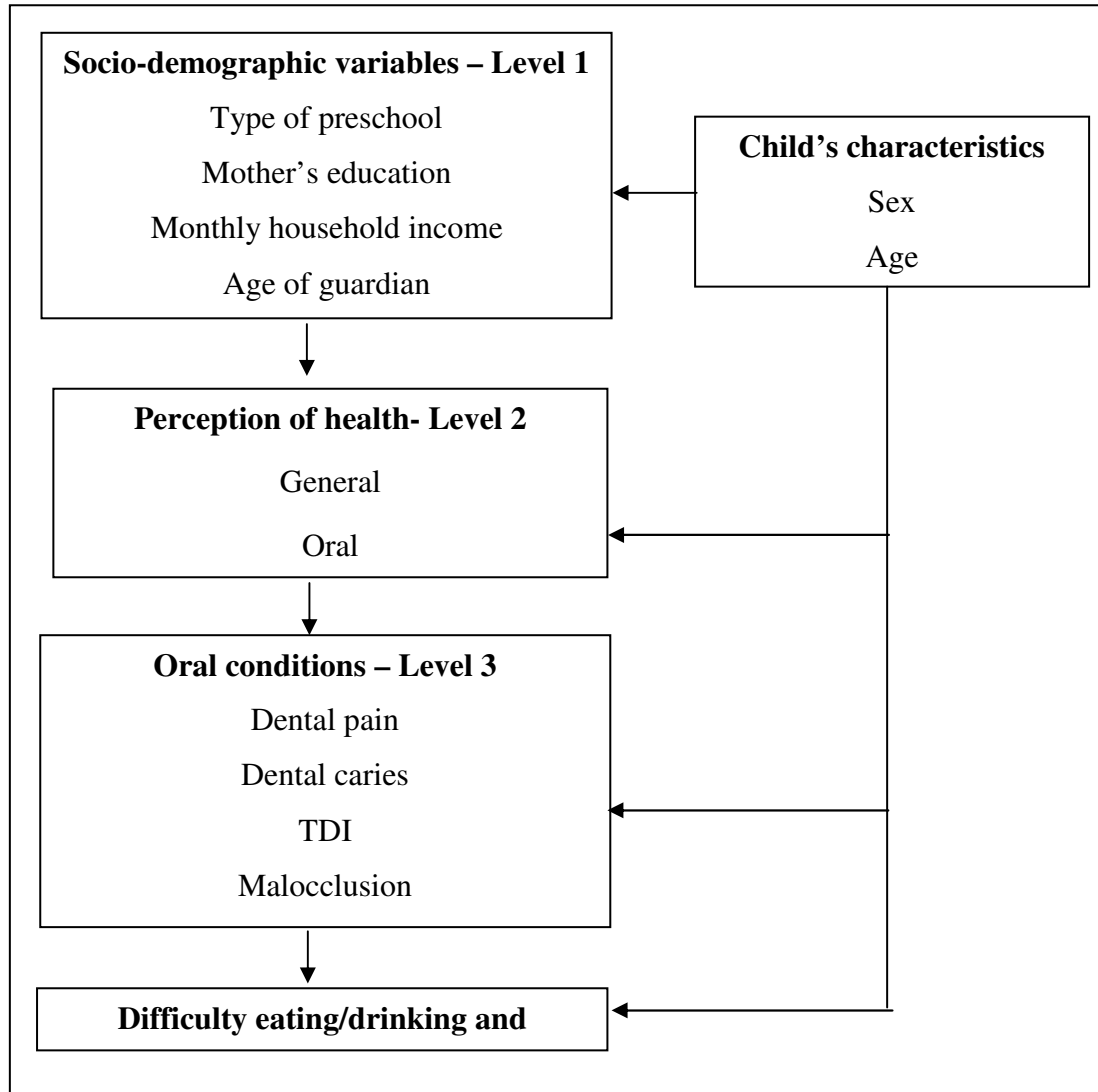 Socio-demographic variables – Level 1
Type of preschool
Mother's education
Monthly household income
Age of guardian
Child's characteristics
Sex
Age
Perception of health- Level 2
General
Oral
Oral conditions – Level 3
Dental pain
Dental caries
TDI
Malocclusion
Difficulty eating/drinking and